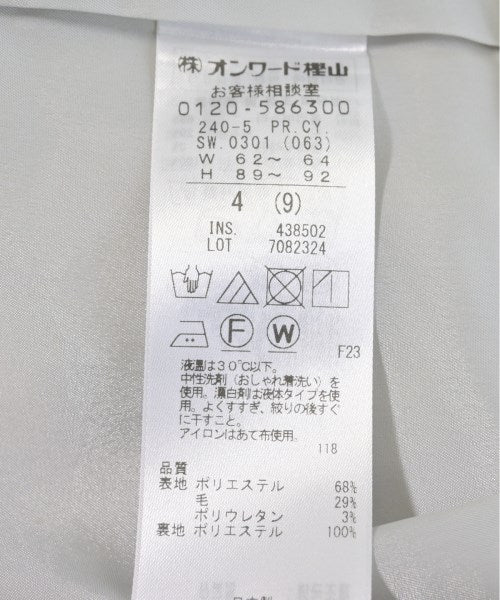 (株) オンワード樫山
お客様相談室
0120-586300
240-5 PR.CY.
SW.0301 (063)
W 62〜 64
H 89〜 92
4 (9)
INS. 438502
LOT 7082324
F W
F23
液温は30℃以下。
中性洗剤（おしゃれ着洗い）を
使用。漂白剤は液体タイプを使
用。よくすすぎ、絞りの後すぐ
に干すこと。
アイロンはあて布使用。
118
品質
表地 ポリエステル 68%
毛 29%
ポリウレタン 3%
裏地 ポリエステル 100%
日本製